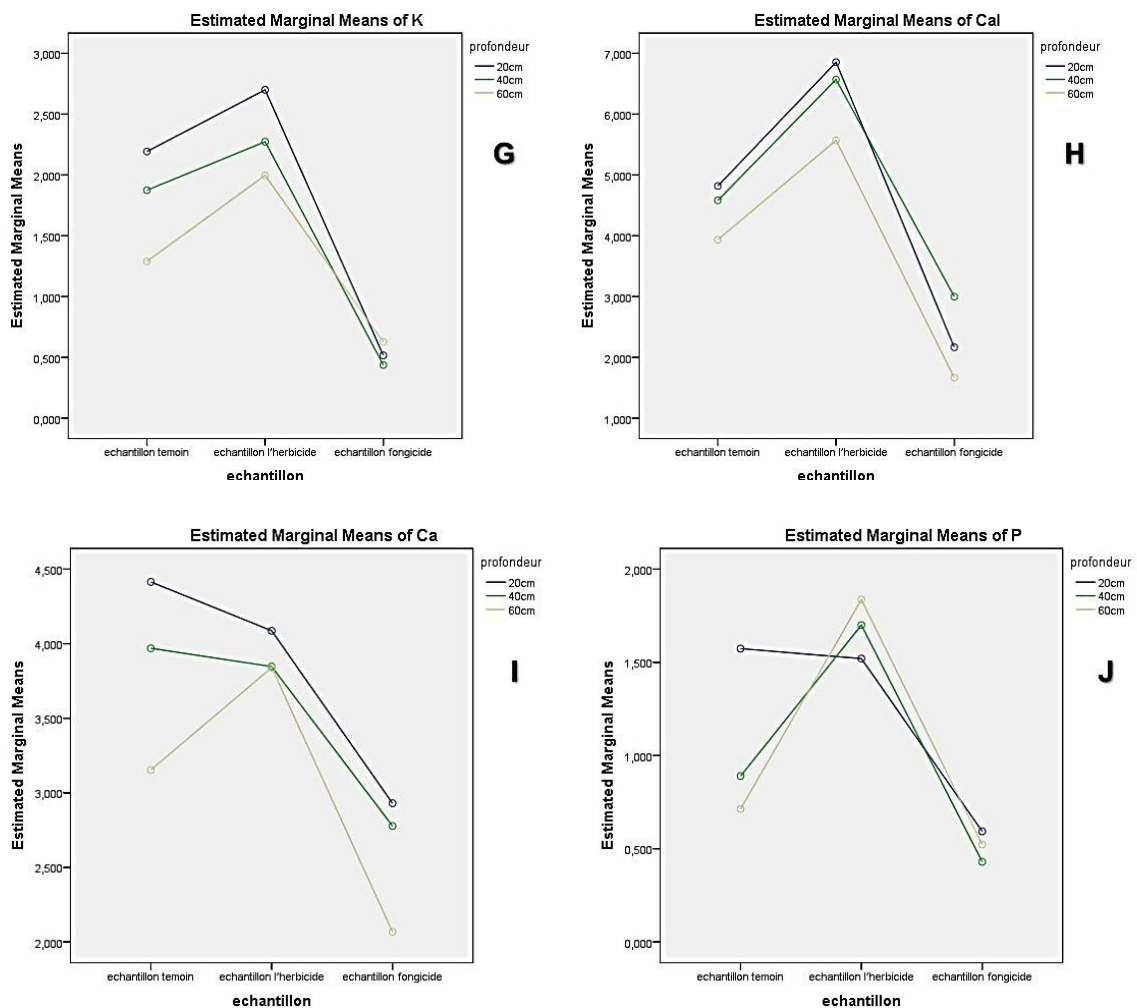 Estimated Marginal Means of K
3,000
2,500
2,000
1,500
1,000
0,500
0,000
Estimated Marginal Means
echantillon temoin
echantillon l'herbicide
echantillon fongicide
echantillon
profondeur
20cm
40cm
60cm
G
Estimated Marginal Means of Cal
7,000
6,000
5,000
4,000
3,000
2,000
1,000
Estimated Marginal Means
echantillon temoin
echantillon l'herbicide
echantillon fongicide
echantillon
profondeur
20cm
40cm
60cm
H
Estimated Marginal Means of Ca
4,500
4,000
3,500
3,000
2,500
2,000
Estimated Marginal Means
echantillon temoin
echantillon l'herbicide
echantillon fongicide
echantillon
profondeur
20cm
40cm
60cm
I
Estimated Marginal Means of P
2,000
1,500
1,000
0,500
0,000
Estimated Marginal Means
echantillon temoin
echantillon l'herbicide
echantillon fongicide
echantillon
profondeur
20cm
40cm
60cm
J